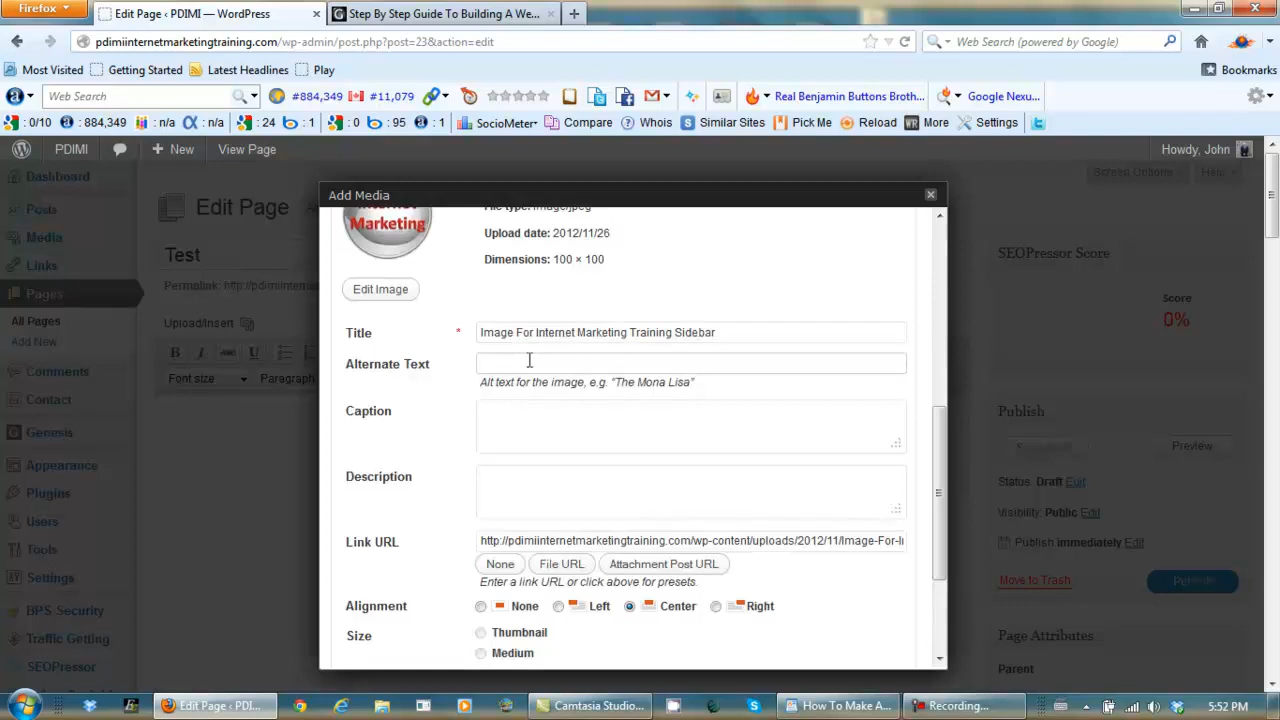 Firefox
Edit Page ‹ PDIMI — WordPress
Step By Step Guide To Building A We...
pdimiinternetmarketingtraining.com/wp-admin/post.php?post=23&action=edit
Web Search (powered by Google)
Most Visited
Getting Started
Latest Headlines
Play
Bookmarks
Web Search
#884,349
#11,079
Real Benjamin Buttons Broth...
Google Nexu...
: 0/10
: 884,349
: n/a
: n/a
: 24
: 1
: 0
: 95
: 1
SocioMeter
Compare
Whois
Similar Sites
Pick Me
Reload
More
Settings
PDIMI
New
View Page
Howdy, John
Dashboard
Posts
Media
Links
Pages
All Pages
Add New
Comments
Contact
Genesis
Appearance
Plugins
Users
Tools
Settings
BPS Security
Traffic Getting
SEOPressor
Edit Page
Screen Options
Help
Test
Permalink: http://pdimiinternet
Upload/Insert
B I U
Font size
Paragraph
Add Media
Marketing
File type: image/jpeg
Upload date: 2012/11/26
Dimensions: 100 × 100
Edit Image
Title * Image For Internet Marketing Training Sidebar
Alternate Text
Alt text for the image, e.g. "The Mona Lisa"
Caption
Description
Link URL http://pdimiinternetmarketingtraining.com/wp-content/uploads/2012/11/Image-For-I
None
File URL
Attachment Post URL
Enter a link URL or click above for presets.
Alignment None Left Center Right
Size Thumbnail
Medium
SEOPressor Score
Score
0%
Publish
Preview
Status: Draft Edit
Visibility: Public Edit
Publish immediately Edit
Move to Trash
Publish
Page Attributes
Parent
Edit Page ‹ PDI...
Camtasia Studio...
How To Make A...
Recording...
5:52 PM